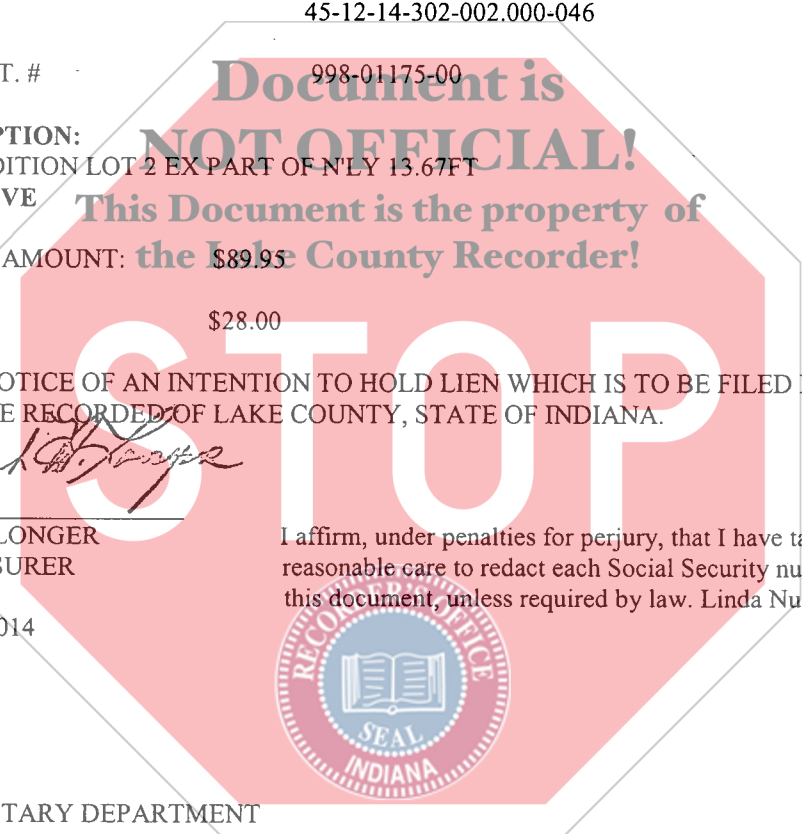 45-12-14-302-002.000-046
T. # 998-01175-00
Document is
PTION:
NOT OFFICIAL!
DITION LOT 2 EX PART OF N'LY 13.67FT
VE
This Document is the property of
AMOUNT: $89.95
the Lake County Recorder!
$28.00
STOP
OTICE OF AN INTENTION TO HOLD LIEN WHICH IS TO BE FILED
E RECORDED OF LAKE COUNTY, STATE OF INDIANA.
LONGER
SURER
I affirm, under penalties for perjury, that I have ta
reasonable care to redact each Social Security nu
this document, unless required by law. Linda Nu
014
RECORDER'S OFFICE
SEAL
INDIANA
TARY DEPARTMENT